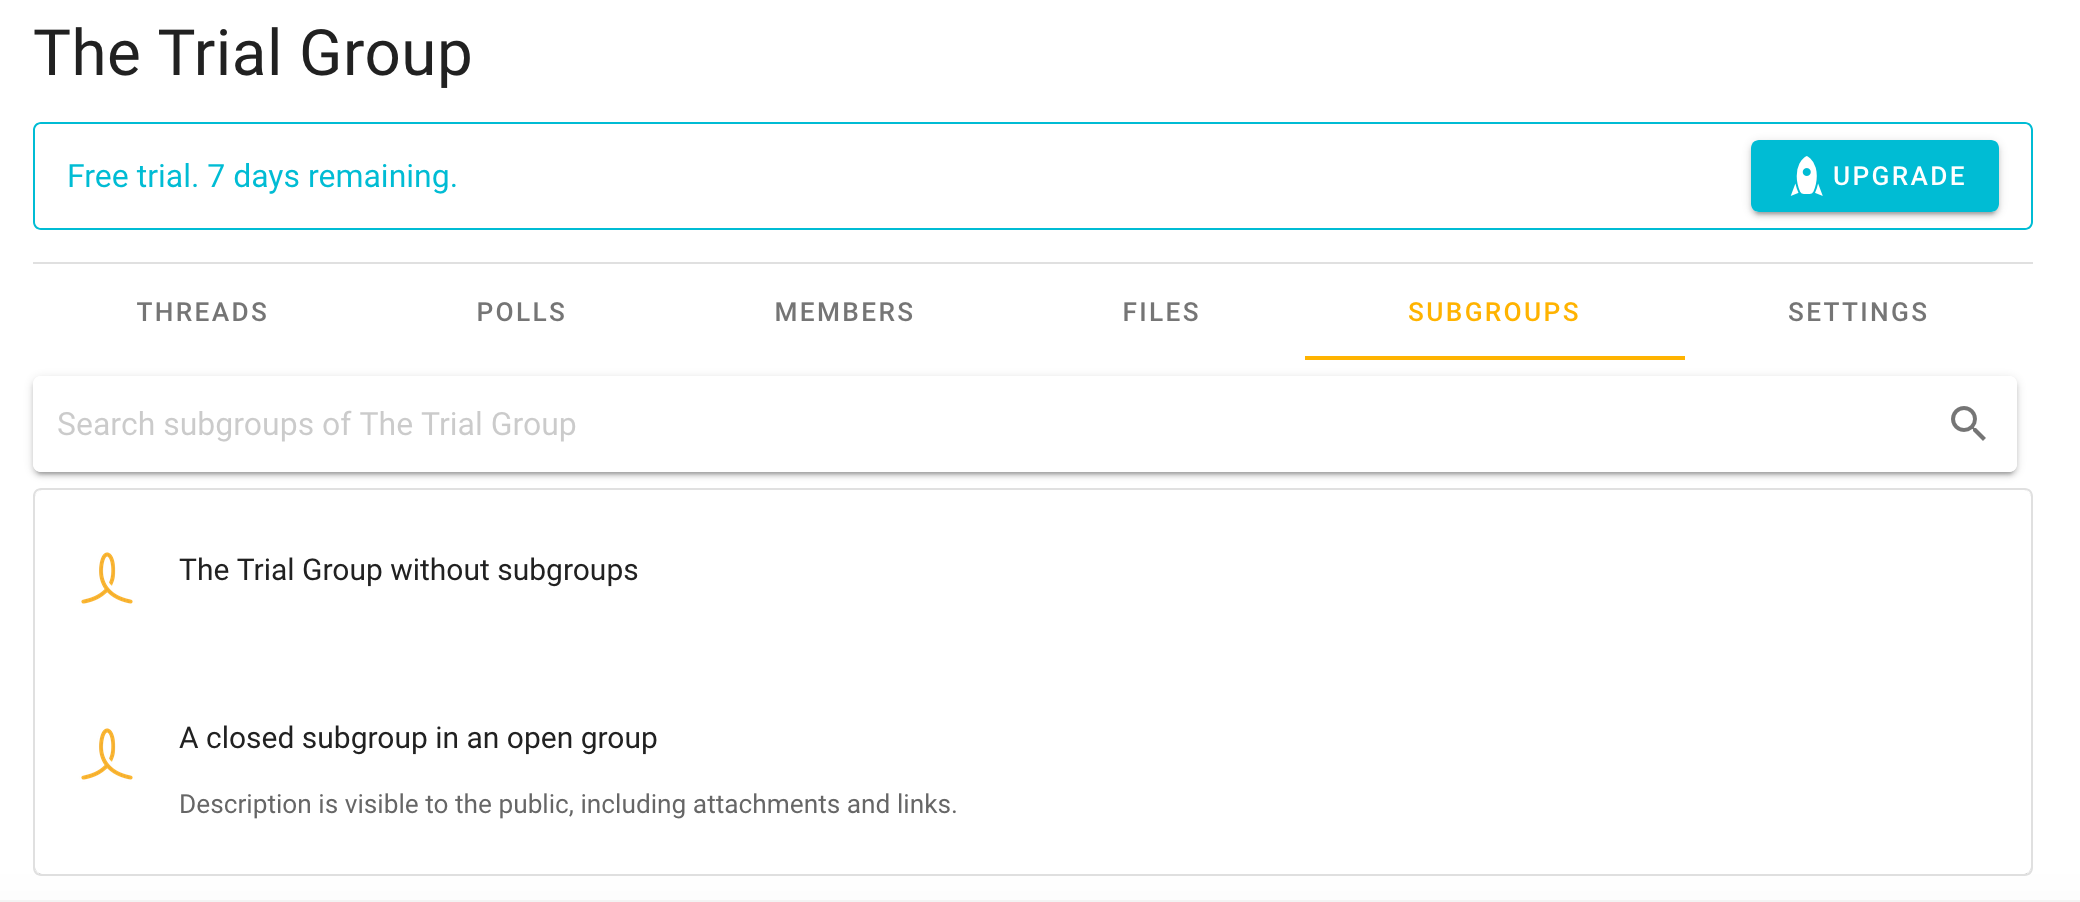 The Trial Group
Free trial. 7 days remaining.
UPGRADE
THREADS POLLS MEMBERS FILES SUBGROUPS SETTINGS
Search subgroups of The Trial Group
The Trial Group without subgroups
A closed subgroup in an open group
Description is visible to the public, including attachments and links.